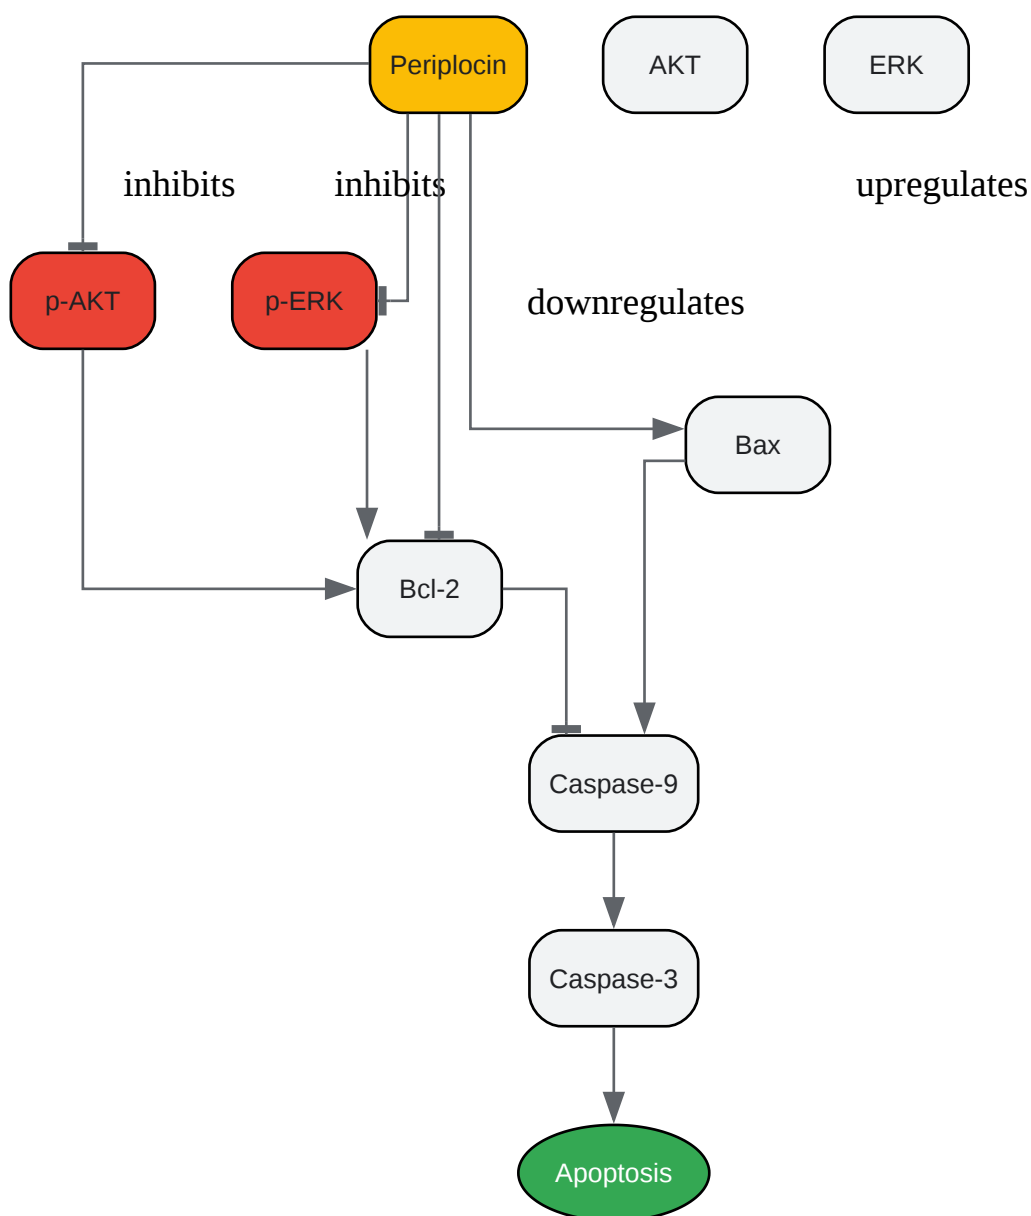 Periplocin
AKT
ERK
inhibits
inhibits
upregulates
p-AKT
p-ERK
downregulates
Bax
Bcl-2
Caspase-9
Caspase-3
Apoptosis